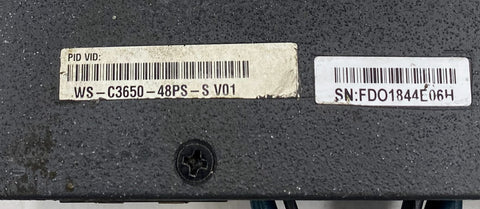 PID VID:
WS-C3650-48PS-S V01
SN:FDO1844E06H